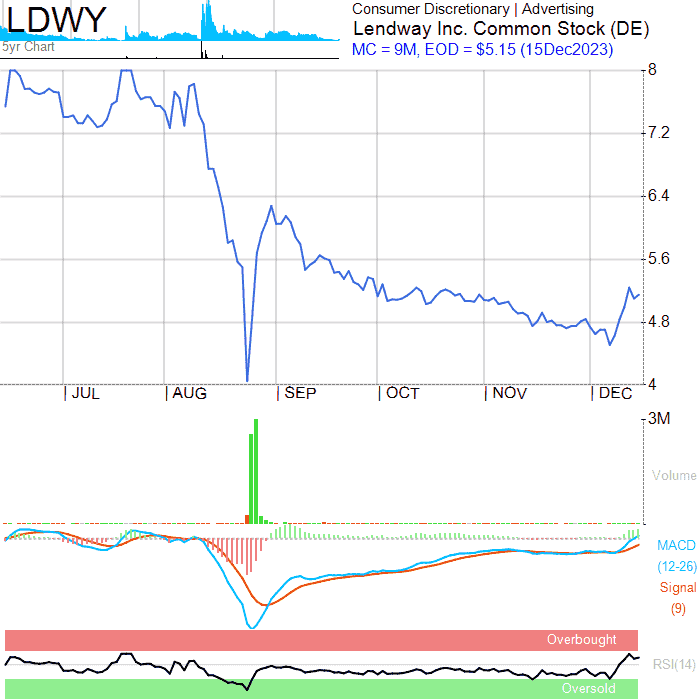 LDWY
5yr Chart
Consumer Discretionary | Advertising
Lendway Inc. Common Stock (DE)
MC = 9M, EOD = $5.15 (15Dec2023)
8
7.2
6.4
5.6
4.8
4
| JUL | AUG | SEP | OCT | NOV | DEC
3M
Volume
MACD
(12-26)
Signal
(9)
Overbought
RSI(14)
Oversold